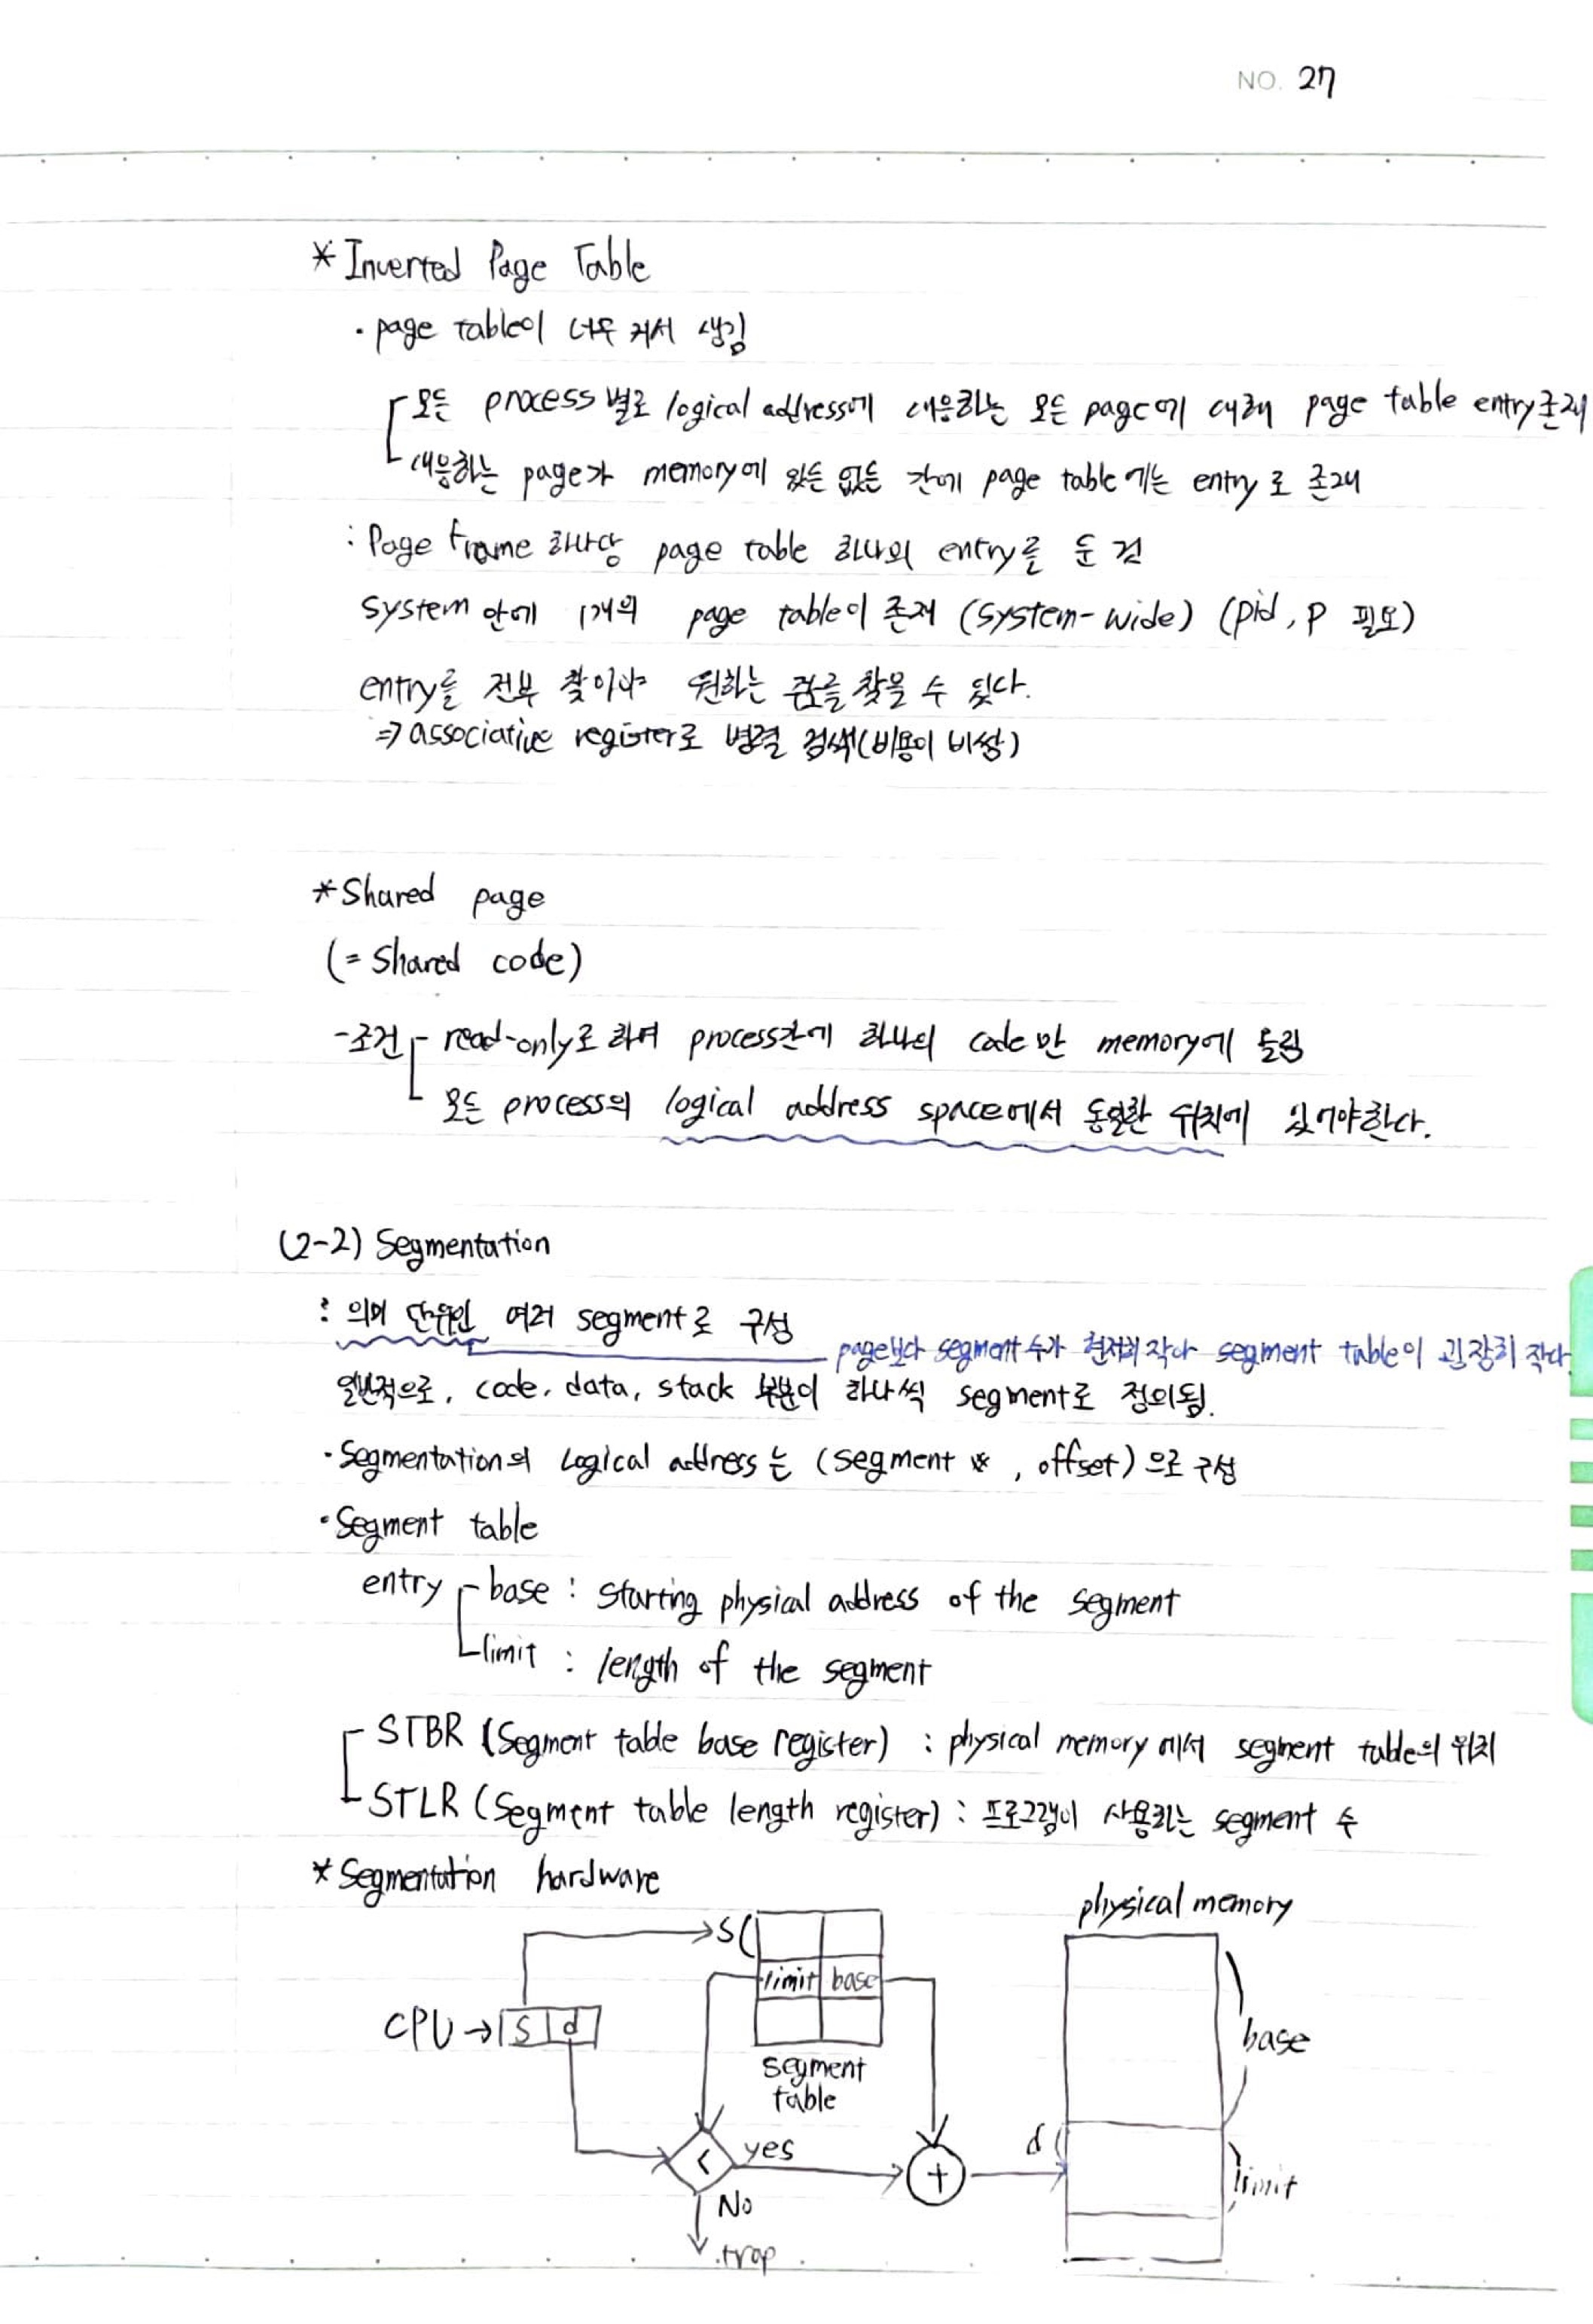 NO. 27
* Inverted Page Table
· page table이 너무 커서 생김
모든 process별로 logical address에 대응하는 모든 page에 대해 page table entry존재
대응하는 page가 memory에 있든 없든 간에 page table에는 entry로 존재
: Page frame 하나당 page table 하나의 entry를 둔 것
system 안에 1개의 page table이 존재 (system-wide) (pid, p 필요)
entry를 전부 찾아야 원하는 값을 찾을 수 있다.
⇒ associative register로 병렬 검색(비용이 비쌈)
* Shared page
(= Shared code)
-조건 read-only로 하여 process간에 하나의 code만 memory에 올림
모든 process의 logical address space에서 동일한 위치에 있어야한다.
(2-2) Segmentation
: 의미 단위인 여러 segment로 구성
page보다 segment 수가 현저히 작아 segment table이 굉장히 작다
일반적으로, code, data, stack 부분이 하나씩 segment로 정의됨.
· Segmentation의 Logical address는 (segment #, offset)으로 구성
· Segment table
entry base : starting physical address of the segment
limit : length of the segment
STBR (Segment table base register) : physical memory에서 segment table의 위치
STLR (Segment table length register) : 프로그램이 사용하는 segment 수
* Segmentation hardware
physical memory
S
limit base
CPU → S d
base
segment
table
d
< yes
+
limit
No
trap